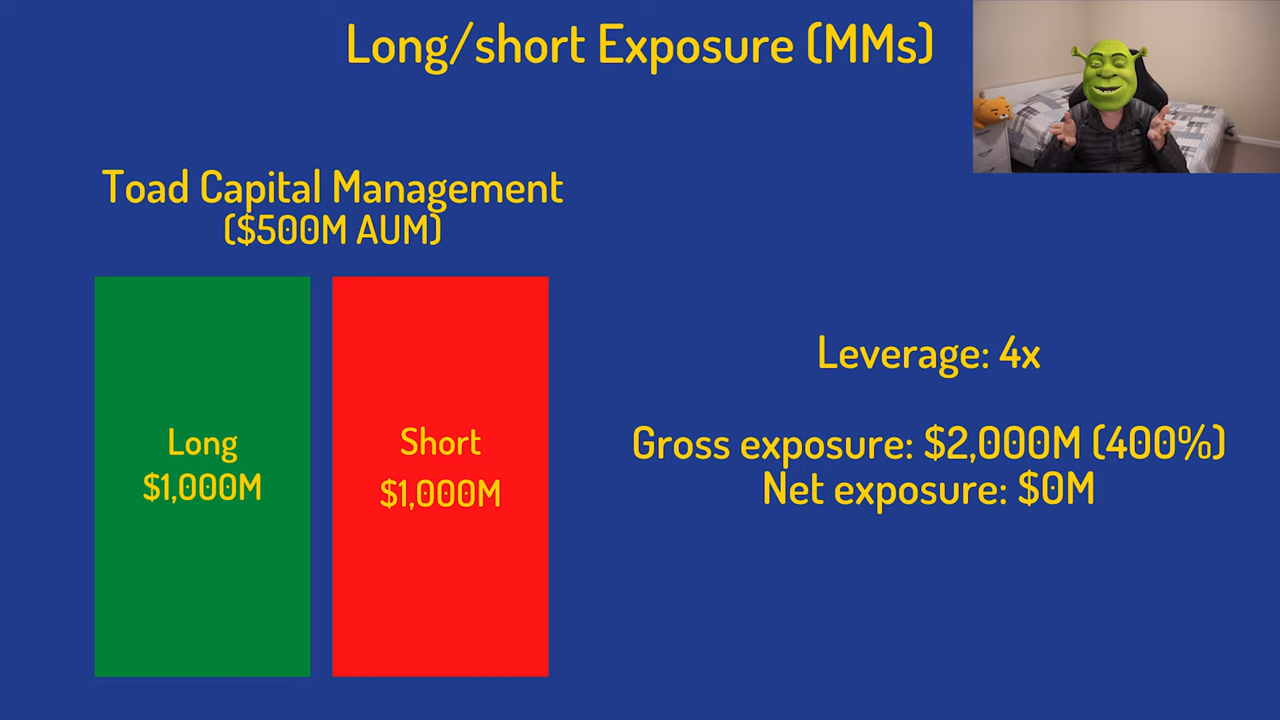 Long/short Exposure (MMs)
Toad Capital Management
($500M AUM)
Long
$1,000M
Short
$1,000M
Leverage: 4x
Gross exposure: $2,000M (400%)
Net exposure: $0M